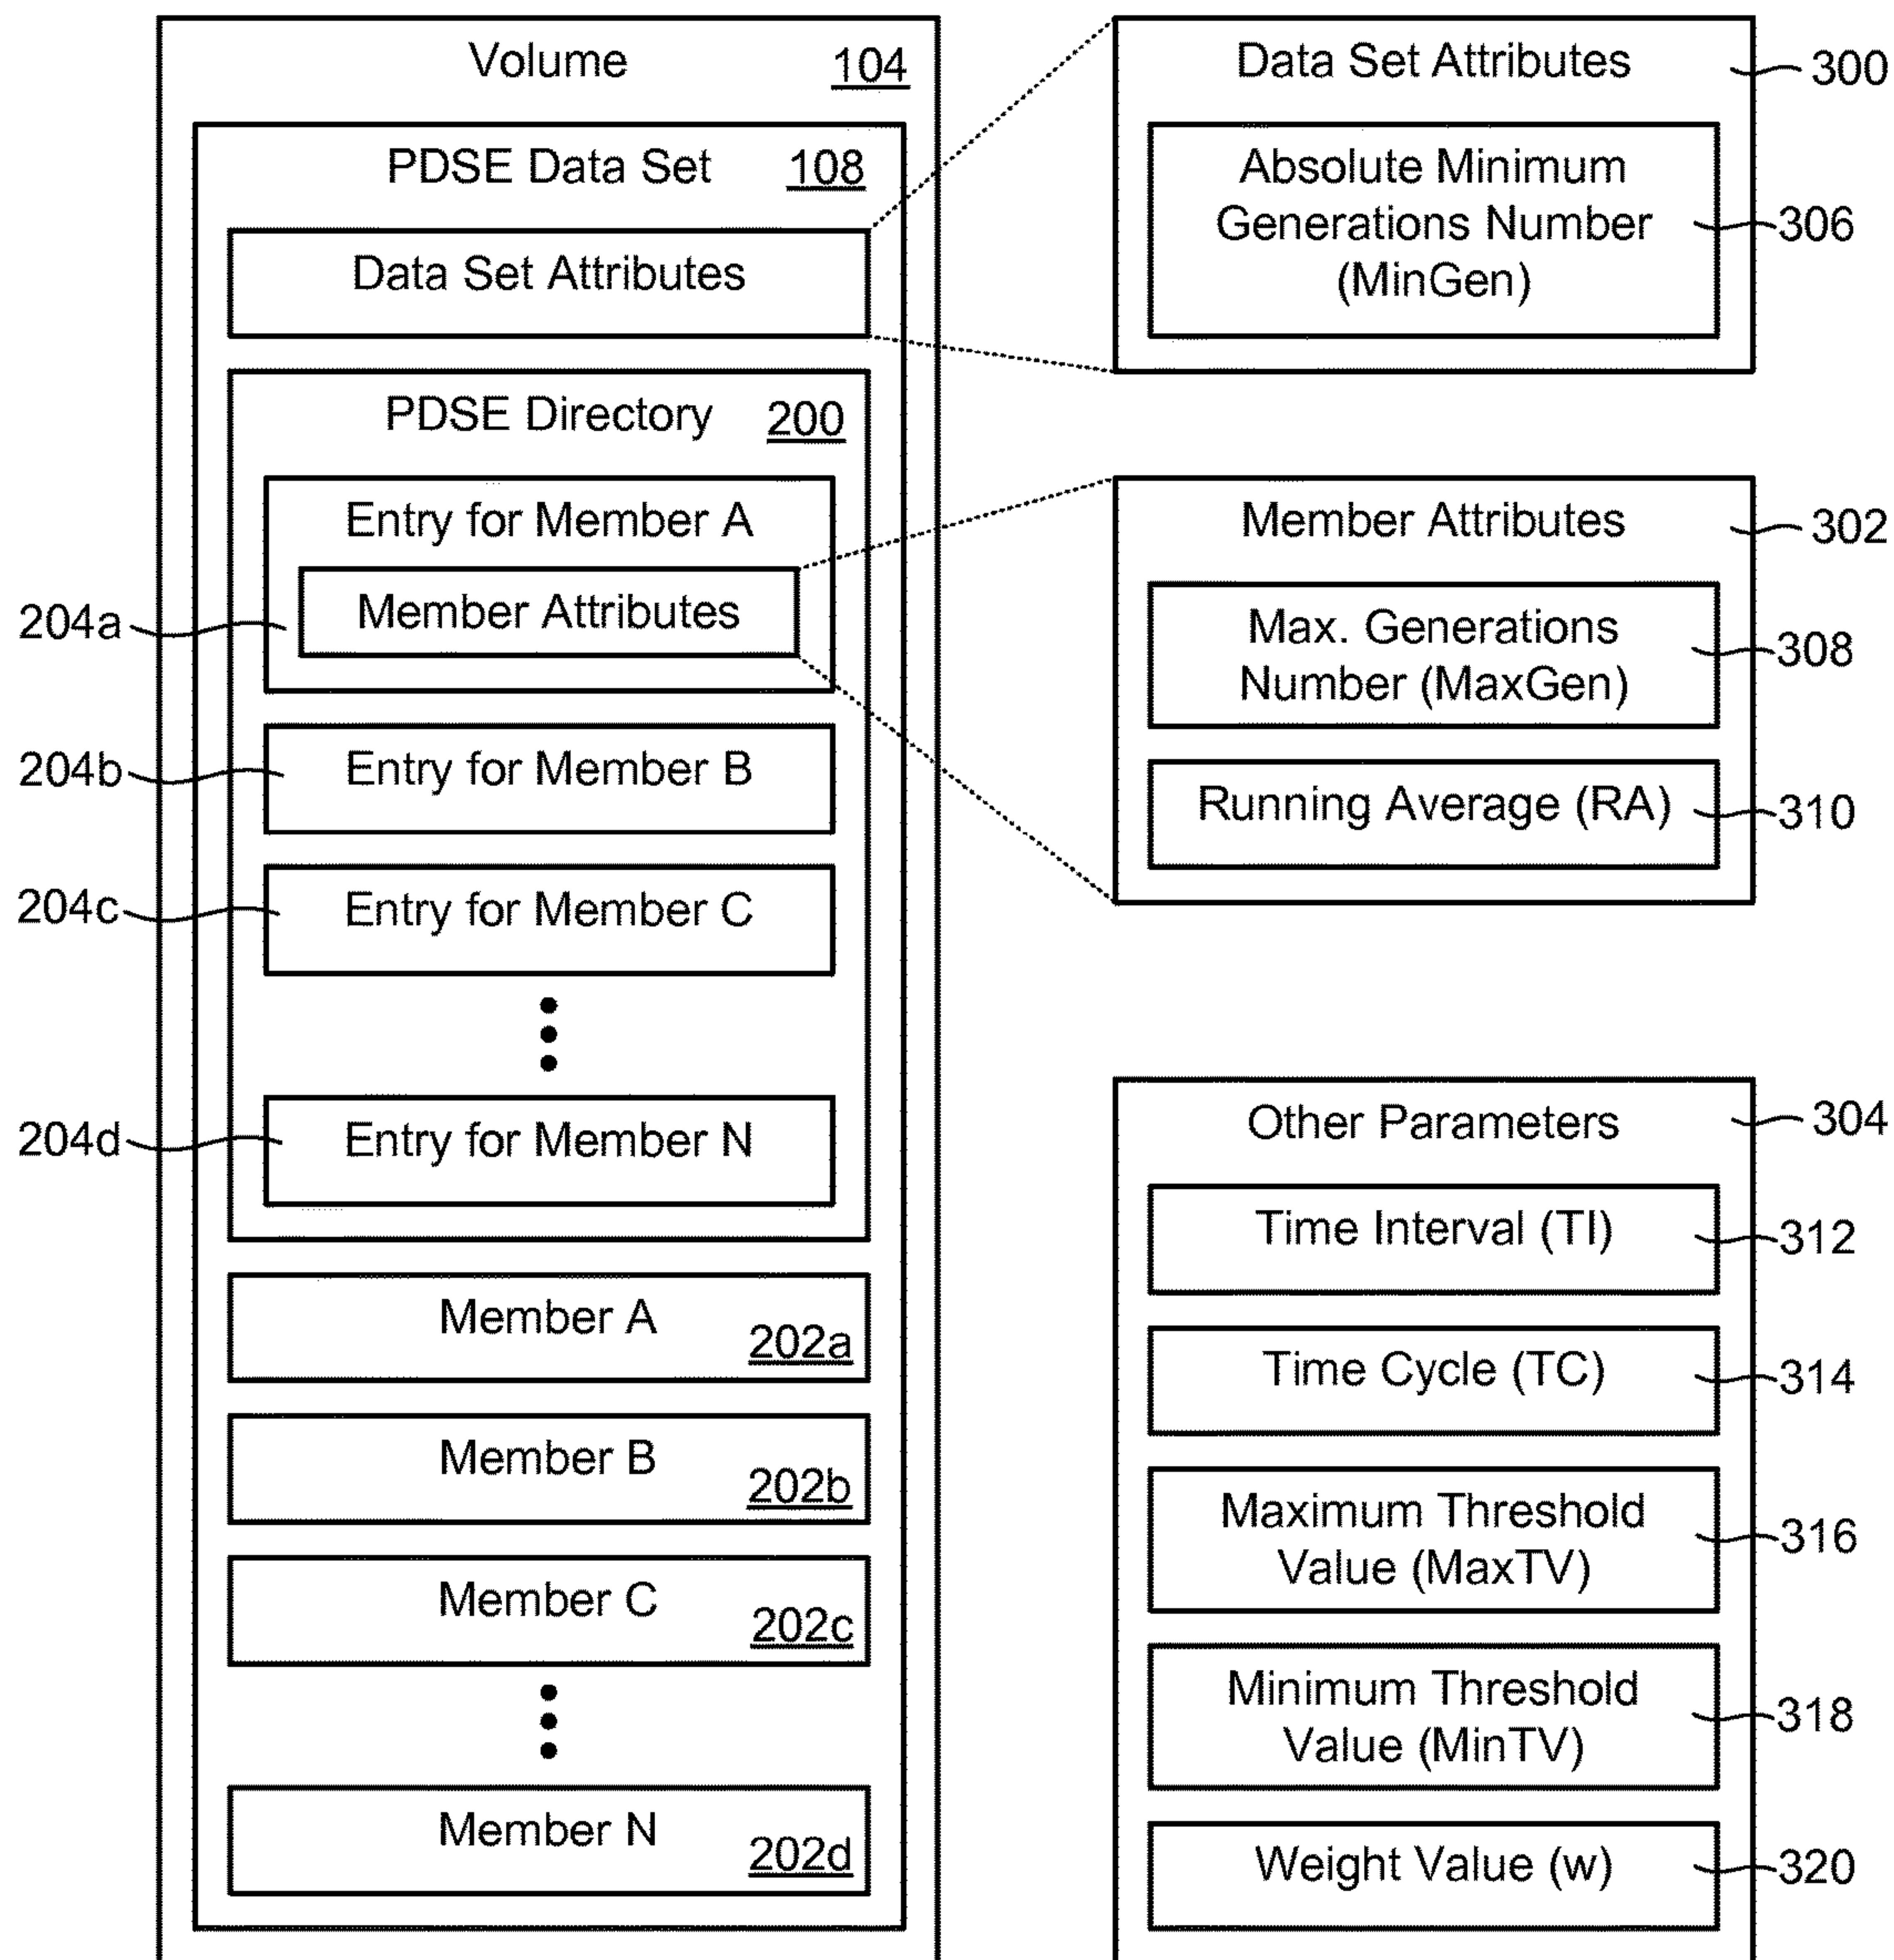 Volume 104
PDSE Data Set 108
Data Set Attributes
PDSE Directory 200
Entry for Member A
Member Attributes
204a
Entry for Member B
204b
Entry for Member C
204c
Entry for Member N
204d
Member A
202a
Member B
202b
Member C
202c
Member N
202d
Data Set Attributes 300
Absolute Minimum
Generations Number 306
(MinGen)
Member Attributes 302
Max. Generations
Number (MaxGen)
308
Running Average (RA) 310
Other Parameters 304
Time Interval (TI) 312
Time Cycle (TC) 314
Maximum Threshold
Value (MaxTV)
316
Minimum Threshold
Value (MinTV)
318
Weight Value (w) 320